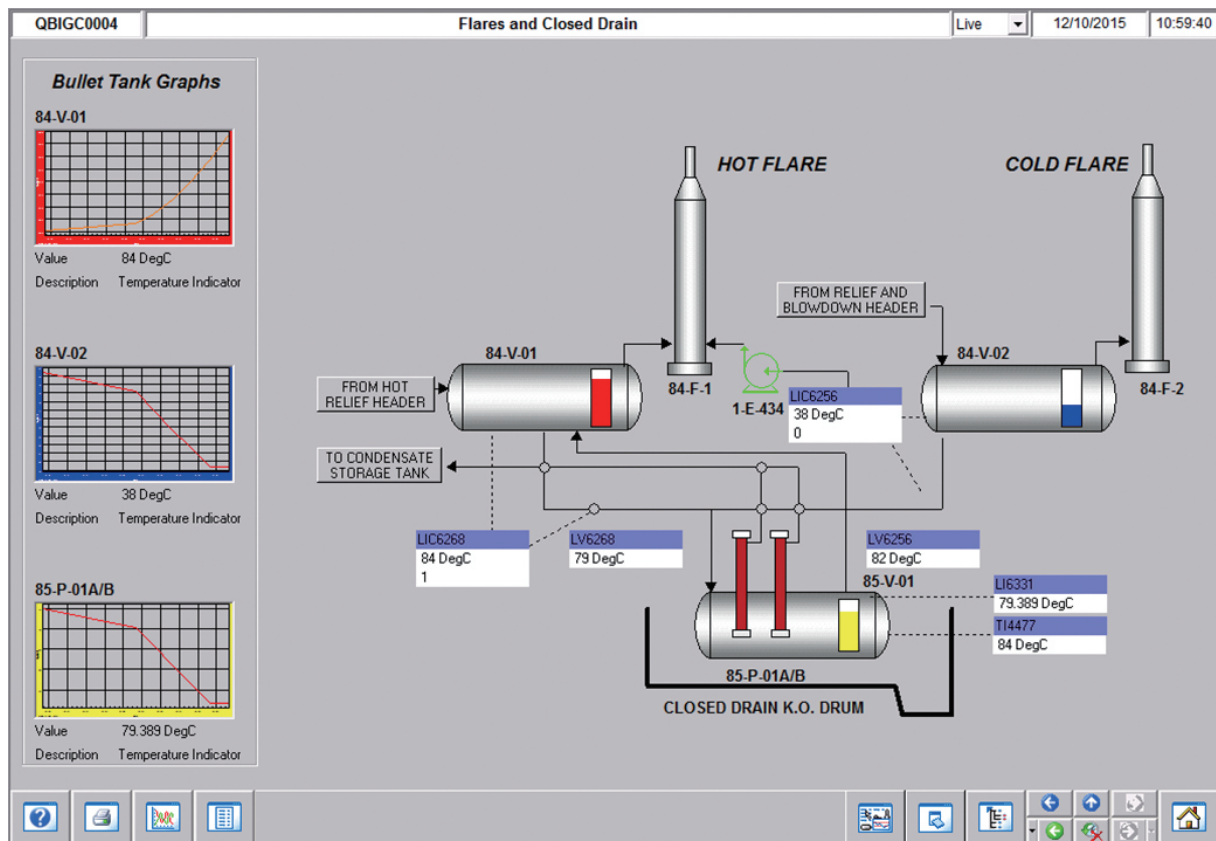 QBIGC0004
Flares and Closed Drain
Live
12/10/2015
10:59:40
Bullet Tank Graphs
84-V-01
Value 84 DegC
Description Temperature Indicator
84-V-02
Value 38 DegC
Description Temperature Indicator
85-P-01A/B
Value 79.389 DegC
Description Temperature Indicator
HOT FLARE
COLD FLARE
FROM RELIEF AND
BLOWDOWN HEADER
84-V-01
84-F-1
1-E-434
84-V-02
84-F-2
FROM HOT
RELIEF HEADER
LIC6256
38 DegC
0
TO CONDENSATE
STORAGE TANK
LIC6268
84 DegC
1
LV6268
79 DegC
LV6256
82 DegC
85-V-01
LI6331
79.389 DegC
TI4477
84 DegC
85-P-01A/B
CLOSED DRAIN K.O. DRUM